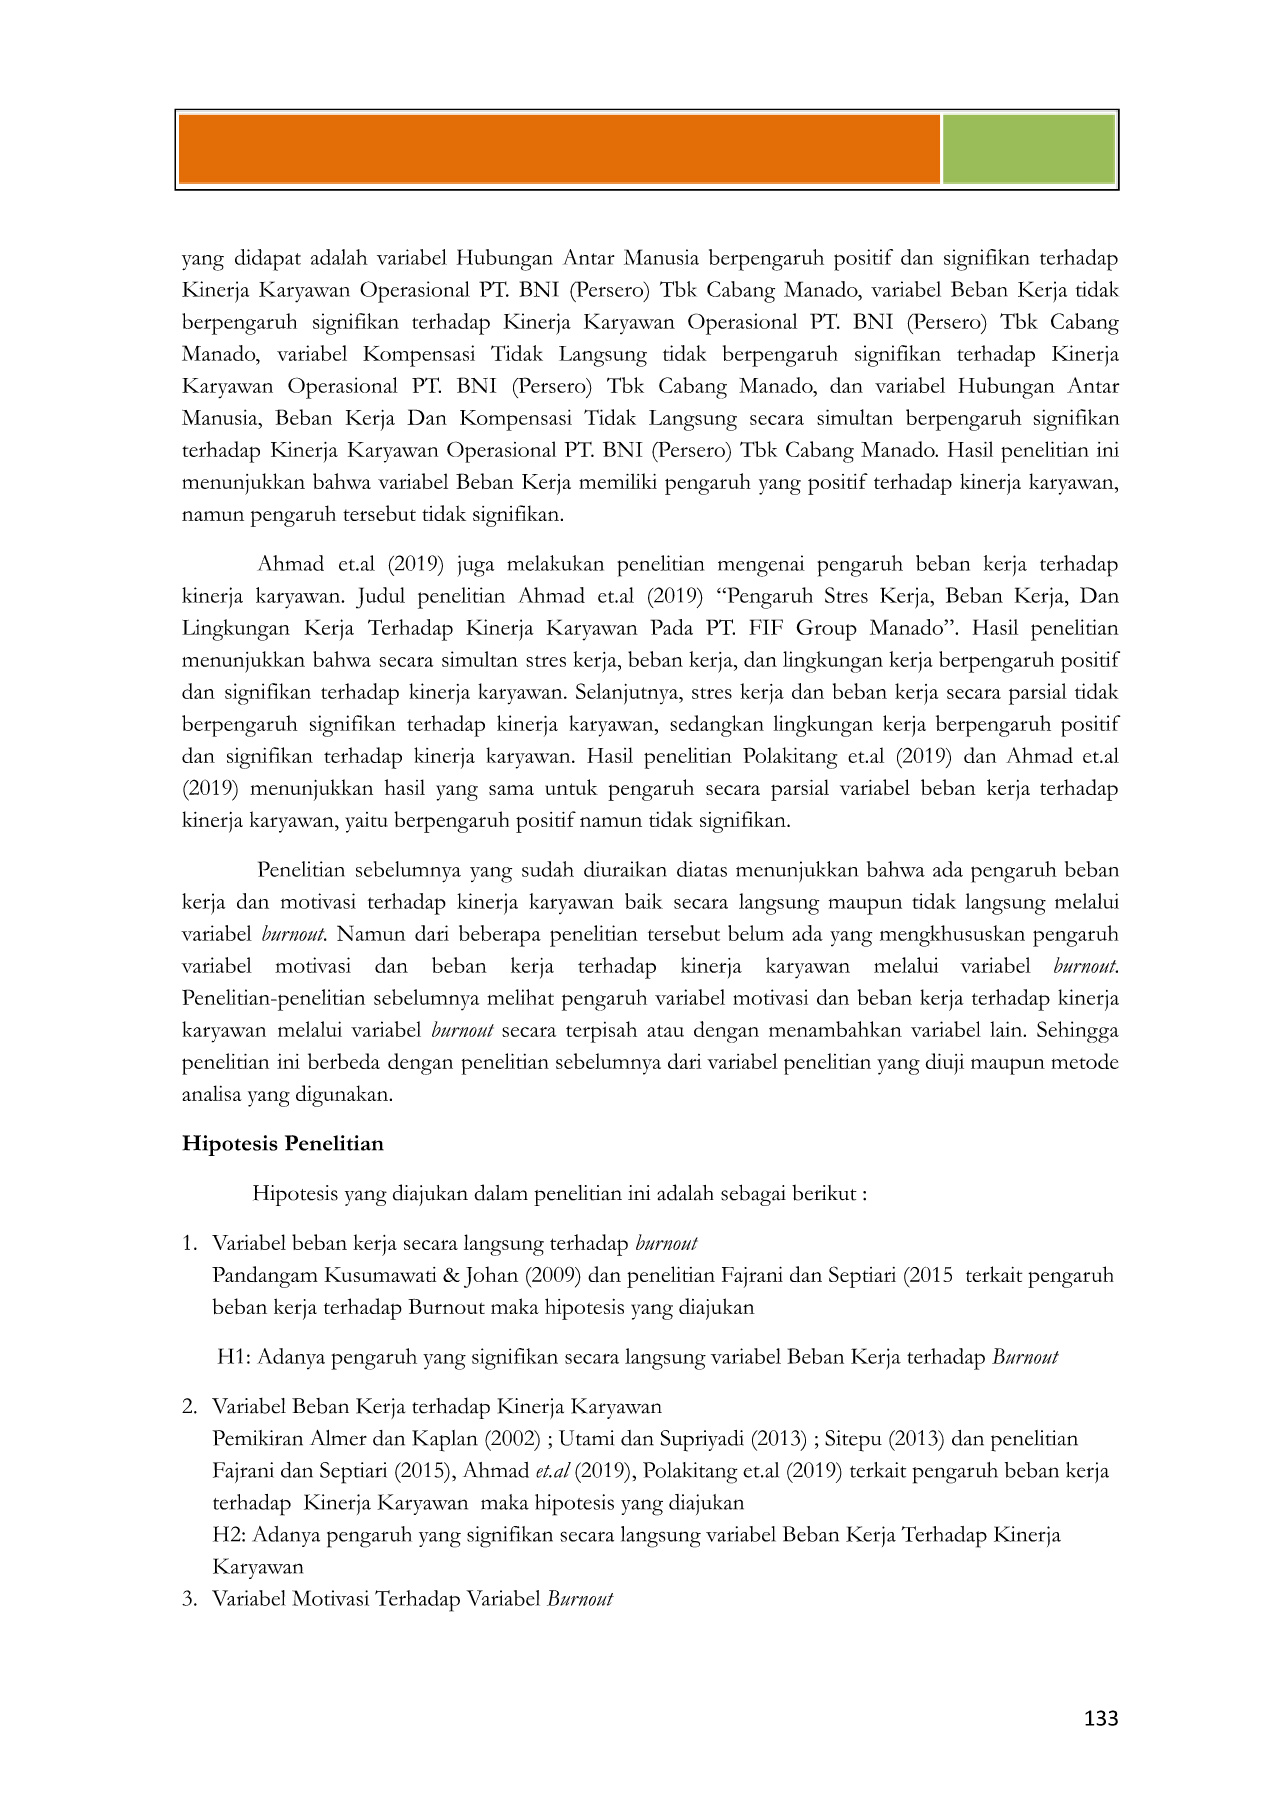 yang didapat adalah variabel Hubungan Antar Manusia berpengaruh positif dan signifikan terhadap
Kinerja Karyawan Operasional PT. BNI (Persero) Tbk Cabang Manado, variabel Beban Kerja tidak
berpengaruh signifikan terhadap Kinerja Karyawan Operasional PT. BNI (Persero) Tbk Cabang
Manado, variabel Kompensasi Tidak Langsung tidak berpengaruh signifikan terhadap Kinerja
Karyawan Operasional PT. BNI (Persero) Tbk Cabang Manado, dan variabel Hubungan Antar
Manusia, Beban Kerja Dan Kompensasi Tidak Langsung secara simultan berpengaruh signifikan
terhadap Kinerja Karyawan Operasional PT. BNI (Persero) Tbk Cabang Manado. Hasil penelitian ini
menunjukkan bahwa variabel Beban Kerja memiliki pengaruh yang positif terhadap kinerja karyawan,
namun pengaruh tersebut tidak signifikan.
Ahmad et.al (2019) juga melakukan penelitian mengenai pengaruh beban kerja terhadap
kinerja karyawan. Judul penelitian Ahmad et.al (2019) “Pengaruh Stres Kerja, Beban Kerja, Dan
Lingkungan Kerja Terhadap Kinerja Karyawan Pada PT. FIF Group Manado”. Hasil penelitian
menunjukkan bahwa secara simultan stres kerja, beban kerja, dan lingkungan kerja berpengaruh positif
dan signifikan terhadap kinerja karyawan. Selanjutnya, stres kerja dan beban kerja secara parsial tidak
berpengaruh signifikan terhadap kinerja karyawan, sedangkan lingkungan kerja berpengaruh positif
dan signifikan terhadap kinerja karyawan. Hasil penelitian Polakitang et.al (2019) dan Ahmad et.al
(2019) menunjukkan hasil yang sama untuk pengaruh secara parsial variabel beban kerja terhadap
kinerja karyawan, yaitu berpengaruh positif namun tidak signifikan.
Penelitian sebelumnya yang sudah diuraikan diatas menunjukkan bahwa ada pengaruh beban
kerja dan motivasi terhadap kinerja karyawan baik secara langsung maupun tidak langsung melalui
variabel burnout. Namun dari beberapa penelitian tersebut belum ada yang mengkhususkan pengaruh
variabel motivasi dan beban kerja terhadap kinerja karyawan melalui variabel burnout.
Penelitian-penelitian sebelumnya melihat pengaruh variabel motivasi dan beban kerja terhadap kinerja
karyawan melalui variabel burnout secara terpisah atau dengan menambahkan variabel lain. Sehingga
penelitian ini berbeda dengan penelitian sebelumnya dari variabel penelitian yang diuji maupun metode
analisa yang digunakan.
Hipotesis Penelitian
Hipotesis yang diajukan dalam penelitian ini adalah sebagai berikut :
1. Variabel beban kerja secara langsung terhadap burnout
Pandangam Kusumawati & Johan (2009) dan penelitian Fajrani dan Septiari (2015 terkait pengaruh
beban kerja terhadap Burnout maka hipotesis yang diajukan
H1: Adanya pengaruh yang signifikan secara langsung variabel Beban Kerja terhadap Burnout
2. Variabel Beban Kerja terhadap Kinerja Karyawan
Pemikiran Almer dan Kaplan (2002) ; Utami dan Supriyadi (2013) ; Sitepu (2013) dan penelitian
Fajrani dan Septiari (2015), Ahmad et.al (2019), Polakitang et.al (2019) terkait pengaruh beban kerja
terhadap Kinerja Karyawan maka hipotesis yang diajukan
H2: Adanya pengaruh yang signifikan secara langsung variabel Beban Kerja Terhadap Kinerja
Karyawan
3. Variabel Motivasi Terhadap Variabel Burnout
133